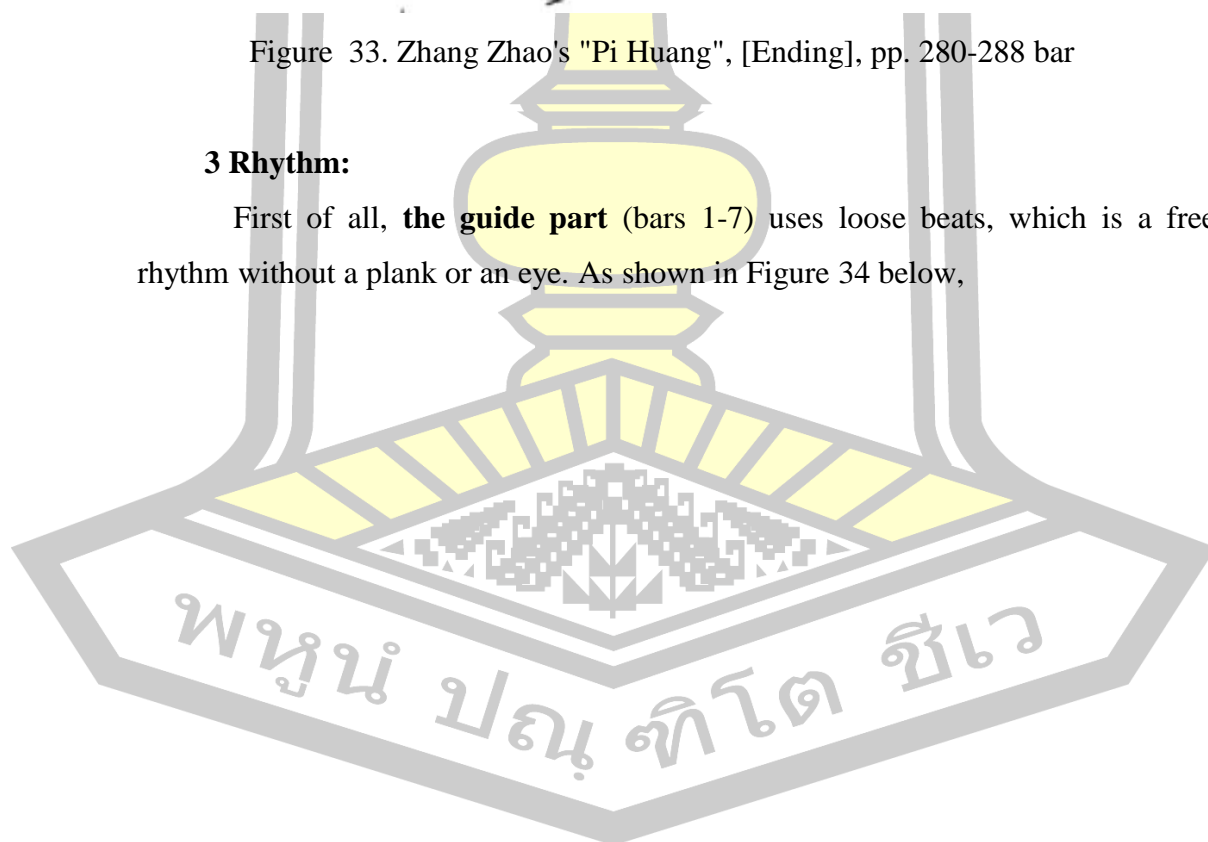 Figure 33. Zhang Zhao's "Pi Huang", [Ending], pp. 280-288 bar
3 Rhythm:
First of all, the guide part (bars 1-7) uses loose beats, which is a free
rhythm without a plank or an eye. As shown in Figure 34 below,
พหูนํ ปณฺฑิโต ชีเว